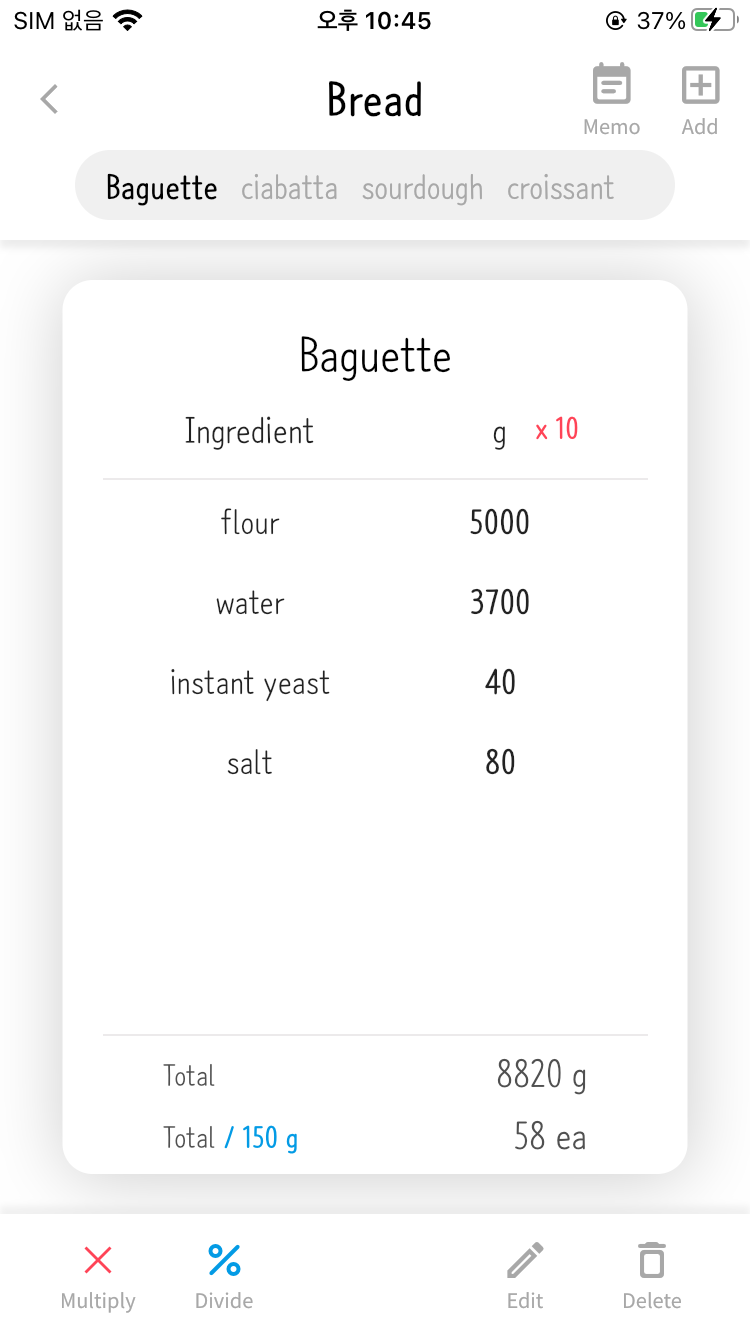 SIM 없음 오후 10:45 37%
Bread
Memo Add
Baguette ciabatta sourdough croissant
Baguette
Ingredient g x 10
flour 5000
water 3700
instant yeast 40
salt 80
Total 8820 g
Total / 150 g 58 ea
Multiply Divide Edit Delete